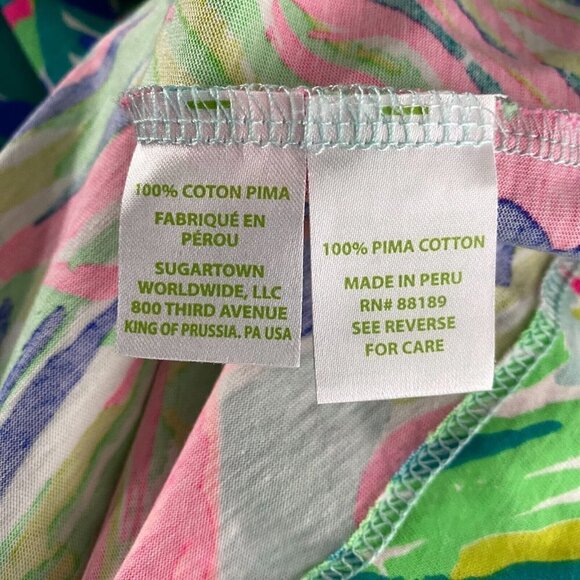 100% COTON PIMA
FABRIQUÉ EN
PÉROU
SUGARTOWN
WORLDWIDE, LLC
800 THIRD AVENUE
KING OF PRUSSIA. PA USA
100% PIMA COTTON
MADE IN PERU
RN# 88189
SEE REVERSE
FOR CARE